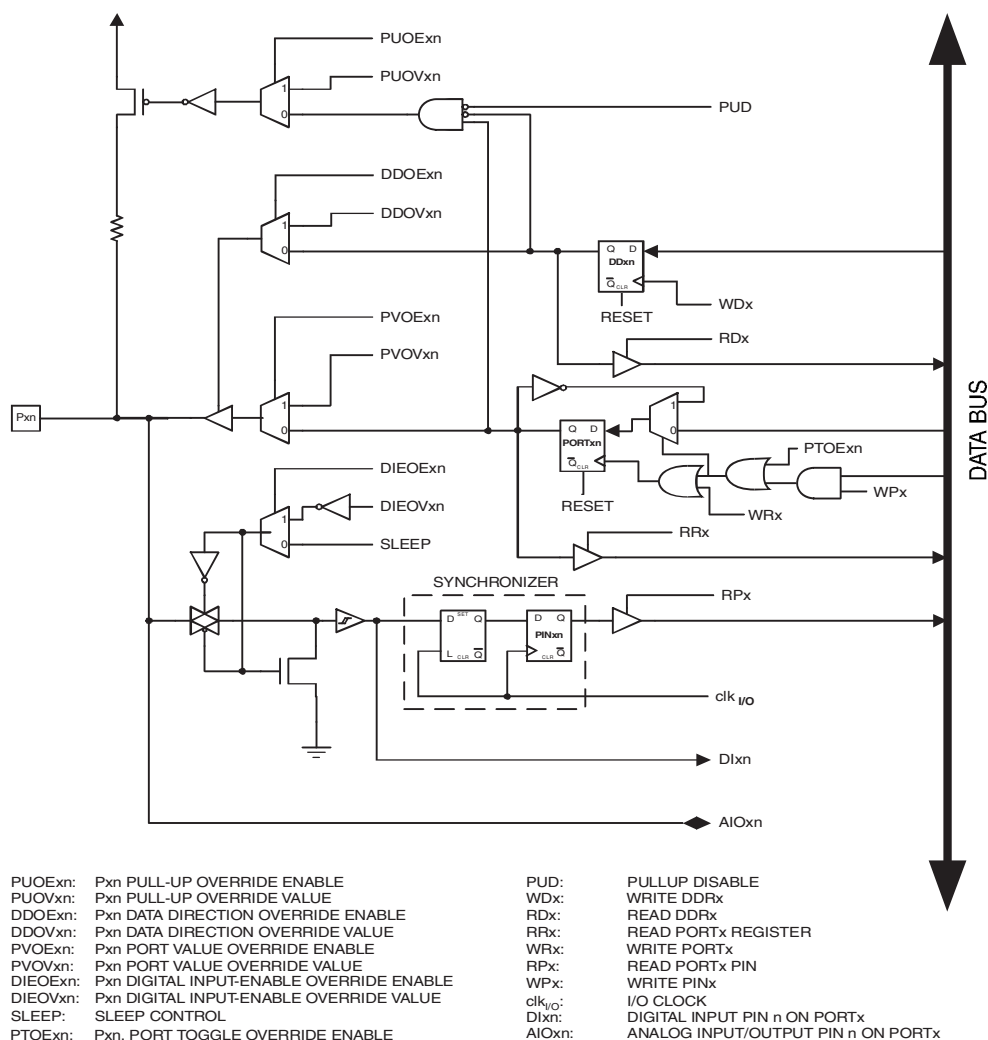 PUOExn
PUOVxn
1
0
PUD
DDOExn
DDOVxn
1
0
Q D
DDxn
Q CLR
WDx
RESET
RDx
PVOExn
PVOVxn
Pxn
1
0
1
0
Q D
PORTxn
Q CLR
PTOExn
RESET
WRx
WPx
DATA BUS
DIEOExn
DIEOVxn
1
0
SLEEP
RRx
SYNCHRONIZER
RPx
D SET Q
L CLR Q
D Q
PINxn
CLR Q
clk I/O
DIxn
AIOxn
PUOExn: Pxn PULL-UP OVERRIDE ENABLE
PUOVxn: Pxn PULL-UP OVERRIDE VALUE
DDOExn: Pxn DATA DIRECTION OVERRIDE ENABLE
DDOVxn: Pxn DATA DIRECTION OVERRIDE VALUE
PVOExn: Pxn PORT VALUE OVERRIDE ENABLE
PVOVxn: Pxn PORT VALUE OVERRIDE VALUE
DIEOExn: Pxn DIGITAL INPUT-ENABLE OVERRIDE ENABLE
DIEOVxn: Pxn DIGITAL INPUT-ENABLE OVERRIDE VALUE
SLEEP: SLEEP CONTROL
PTOExn: Pxn, PORT TOGGLE OVERRIDE ENABLE
PUD: PULLUP DISABLE
WDx: WRITE DDRx
RDx: READ DDRx
RRx: READ PORTx REGISTER
WRx: WRITE PORTx
RPx: READ PORTx PIN
WPx: WRITE PINx
clkI/O: I/O CLOCK
DIxn: DIGITAL INPUT PIN n ON PORTx
AIOxn: ANALOG INPUT/OUTPUT PIN n ON PORTx